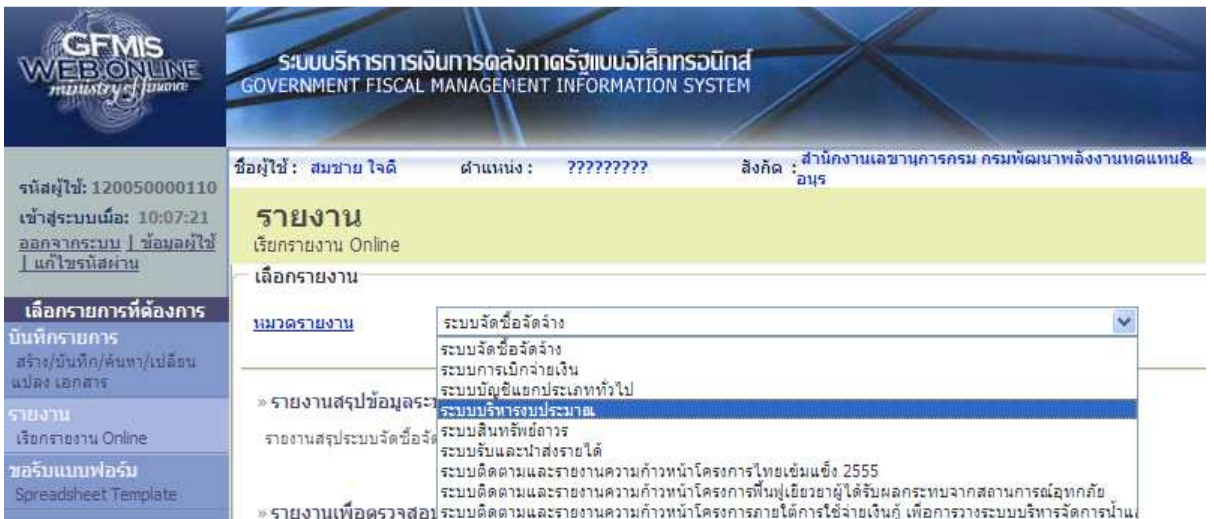 GFMIS
WEB ONLINE
ministry of finance
ระบบบริหารการเงินการคลังภาครัฐแบบอิเล็กทรอนิกส์
GOVERNMENT FISCAL MANAGEMENT INFORMATION SYSTEM
ชื่อผู้ใช้ : สมชาย ใจดี ตำแหน่ง : ????????? สังกัด : สำนักงานเลขานุการกรม กรมพัฒนาพลังงานทดแทน&
อนุร
รหัสผู้ใช้: 120050000110
เข้าสู่ระบบเมื่อ: 10:07:21
ออกจากระบบ | ข้อมูลผู้ใช้
| แก้ไขรหัสผ่าน
เลือกรายการที่ต้องการ
บันทึกรายการ
สร้าง/บันทึก/ค้นหา/เปลี่ยน
แปลง เอกสาร
รายงาน
เรียกรายงาน Online
ขอรับแบบฟอร์ม
Spreadsheet Template
รายงาน
เรียกรายงาน Online
เลือกรายงาน
หมวดรายงาน ระบบจัดซื้อจัดจ้าง
ระบบจัดซื้อจัดจ้าง
ระบบการเบิกจ่ายเงิน
ระบบบัญชีแยกประเภททั่วไป
ระบบบริหารงบประมาณ
ระบบสินทรัพย์ถาวร
ระบบรับและนำส่งรายได้
ระบบติดตามและรายงานความก้าวหน้าโครงการไทยเข้มแข็ง 2555
ระบบติดตามและรายงานความก้าวหน้าโครงการฟื้นฟูเยียวยาผู้ได้รับผลกระทบจากสถานการณ์อุทกภัย
ระบบติดตามและรายงานความก้าวหน้าโครงการภายใต้การใช้จ่ายเงินกู้ เพื่อการวางระบบบริหารจัดการน้ำแ
» รายงานสรุปข้อมูลระ
รายงานสรุประบบจัดซื้อจัด
» รายงานเพื่อตรวจสอบ